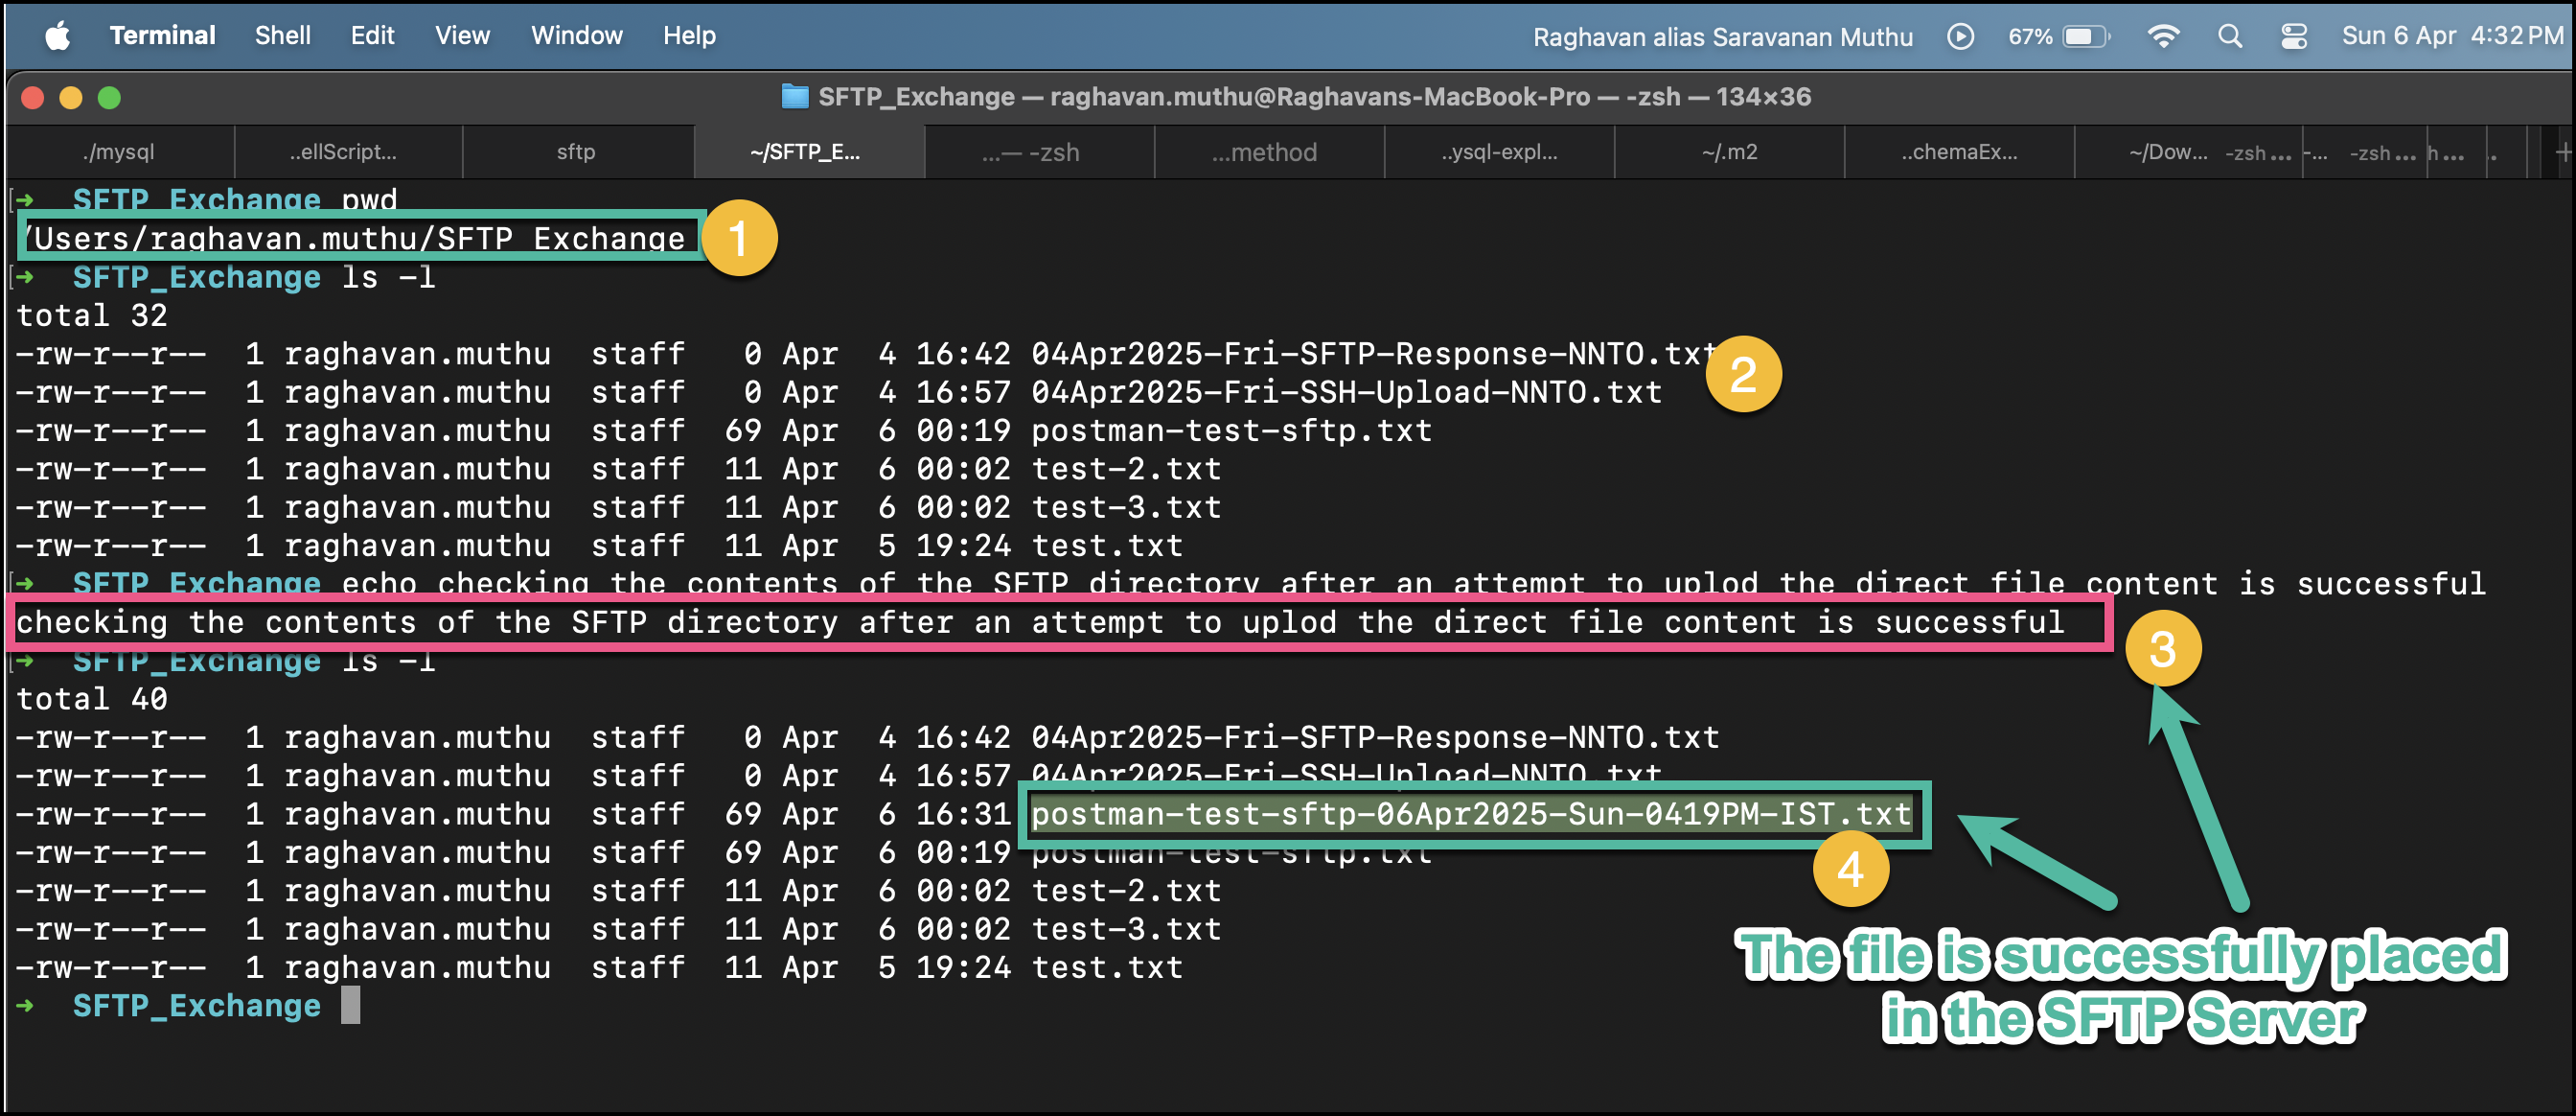 Terminal Shell Edit View Window Help Raghavan alias Saravanan Muthu 67% Sun 6 Apr 4:32 PM
SFTP_Exchange — raghavan.muthu@Raghavans-MacBook-Pro — -zsh — 134×36
./mysql ..ellScript... sftp ~/SFTP_E... ...— -zsh ...method ..ysql-expl... ~/.m2 ..chemaEx... ~/Dow... -zsh ... -... -zsh ... h ... ..
[➜ SFTP_Exchange pwd
/Users/raghavan.muthu/SFTP_Exchange
1
[➜ SFTP_Exchange ls -l
total 32
-rw-r--r-- 1 raghavan.muthu staff 0 Apr 4 16:42 04Apr2025-Fri-SFTP-Response-NNTO.txt
2
-rw-r--r-- 1 raghavan.muthu staff 0 Apr 4 16:57 04Apr2025-Fri-SSH-Upload-NNTO.txt
-rw-r--r-- 1 raghavan.muthu staff 69 Apr 6 00:19 postman-test-sftp.txt
-rw-r--r-- 1 raghavan.muthu staff 11 Apr 6 00:02 test-2.txt
-rw-r--r-- 1 raghavan.muthu staff 11 Apr 6 00:02 test-3.txt
-rw-r--r-- 1 raghavan.muthu staff 11 Apr 5 19:24 test.txt
[➜ SFTP_Exchange echo checking the contents of the SFTP directory after an attempt to uplod the direct file content is successful
checking the contents of the SFTP directory after an attempt to uplod the direct file content is successful
3
[➜ SFTP_Exchange ls -l
total 40
-rw-r--r-- 1 raghavan.muthu staff 0 Apr 4 16:42 04Apr2025-Fri-SFTP-Response-NNTO.txt
-rw-r--r-- 1 raghavan.muthu staff 0 Apr 4 16:57 04Apr2025-Fri-SSH-Upload-NNTO.txt
-rw-r--r-- 1 raghavan.muthu staff 69 Apr 6 16:31 postman-test-sftp-06Apr2025-Sun-0419PM-IST.txt
-rw-r--r-- 1 raghavan.muthu staff 69 Apr 6 00:19 postman-test-sftp.txt
4
-rw-r--r-- 1 raghavan.muthu staff 11 Apr 6 00:02 test-2.txt
-rw-r--r-- 1 raghavan.muthu staff 11 Apr 6 00:02 test-3.txt
-rw-r--r-- 1 raghavan.muthu staff 11 Apr 5 19:24 test.txt
➜ SFTP_Exchange
The file is successfully placed
in the SFTP Server